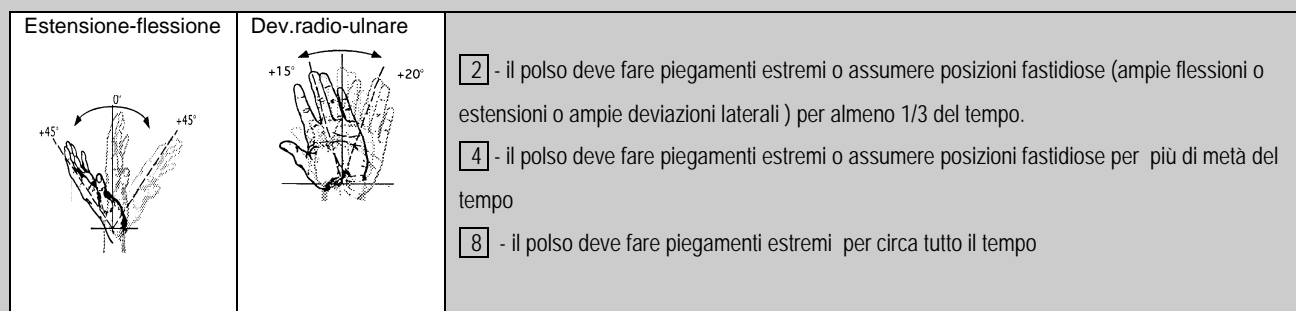 Estensione-flessione
Dev.radio-ulnare
+15°
+20°
0°
+45°
+45°
2 - il polso deve fare piegamenti estremi o assumere posizioni fastidiose (ampie flessioni o
estensioni o ampie deviazioni laterali ) per almeno 1/3 del tempo.
4 - il polso deve fare piegamenti estremi o assumere posizioni fastidiose per più di metà del
tempo
8 - il polso deve fare piegamenti estremi per circa tutto il tempo